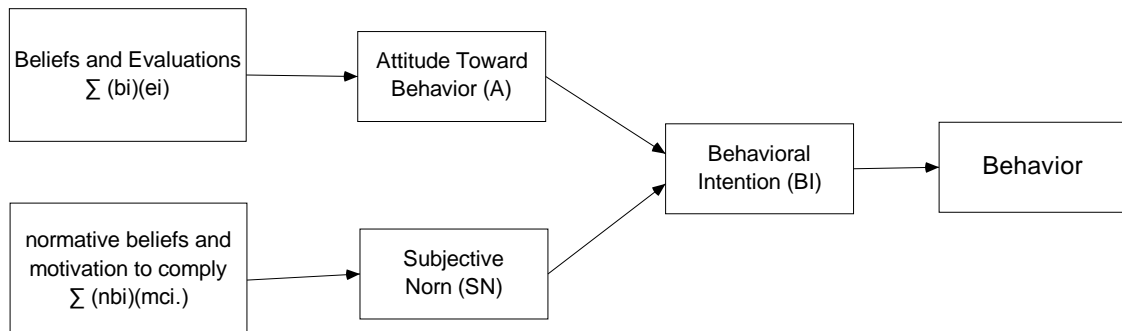 Beliefs and Evaluations
∑ (bi)(ei)
Attitude Toward
Behavior (A)
Behavioral
Intention (BI)
Behavior
normative beliefs and
motivation to comply
∑ (nbi)(mci.)
Subjective
Norn (SN)